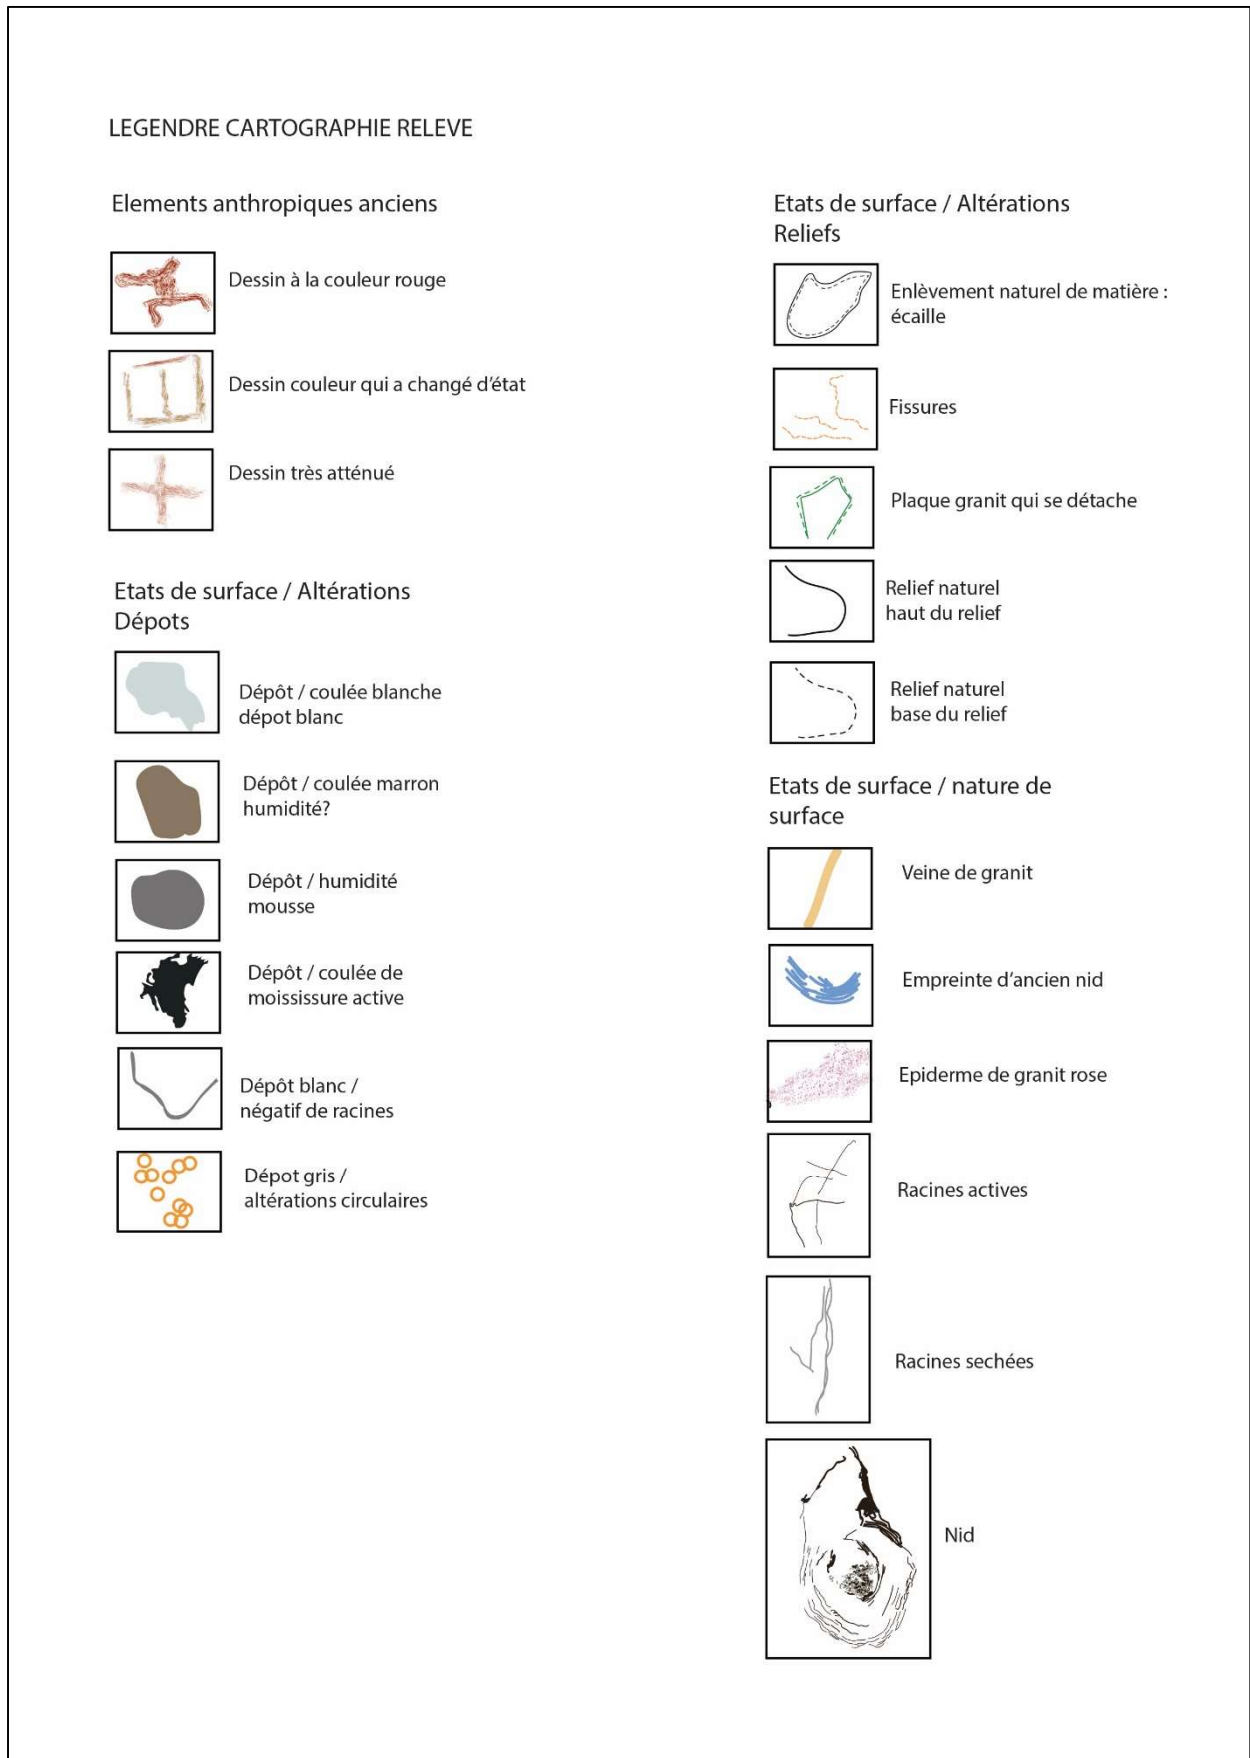 LEGENDRE CARTOGRAPHIE RELEVE
Elements anthropiques anciens
Dessin à la couleur rouge
Dessin couleur qui a changé d'état
Dessin très atténué
Etats de surface / Altérations
Dépots
Dépôt / coulée blanche
dépot blanc
Dépôt / coulée marron
humidité?
Dépôt / humidité
mousse
Dépôt / coulée de
moississure active
Dépôt blanc /
négatif de racines
Dépot gris /
altérations circulaires
Etats de surface / Altérations
Reliefs
Enlèvement naturel de matière :
écaille
Fissures
Plaque granit qui se détache
Relief naturel
haut du relief
Relief naturel
base du relief
Etats de surface / nature de
surface
Veine de granit
Empreinte d'ancien nid
Epiderme de granit rose
Racines actives
Racines sechées
Nid